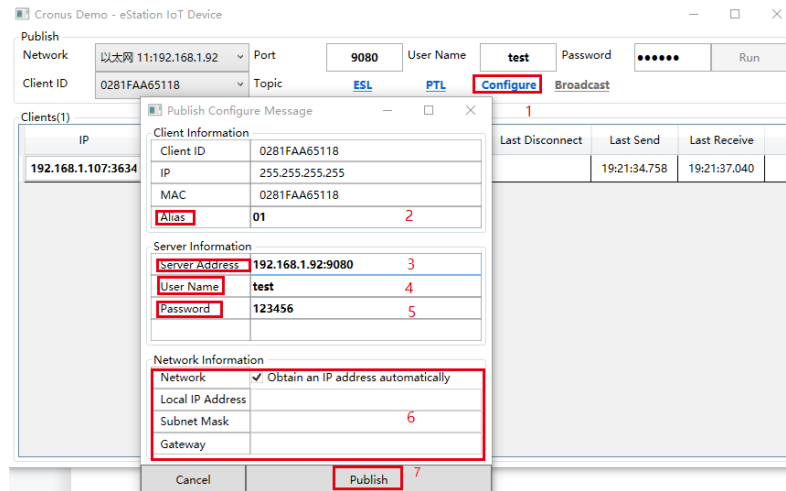 Cronus Demo - eStation IoT Device
Publish
Network 以太网 11:192.168.1.92 Port 9080 User Name test Password ●●●●●● Run
Client ID 0281FAA65118 Topic ESL PTL Configure Broadcast
1
Clients(1)
IP Last Disconnect Last Send Last Receive
192.168.1.107:3634 19:21:34.758 19:21:37.040
Publish Configure Message
Client Information
Client ID 0281FAA65118
IP 255.255.255.255
MAC 0281FAA65118
Alias 01 2
Server Information
Server Address 192.168.1.92:9080 3
User Name test 4
Password 123456 5
Network Information
Network Obtain an IP address automatically
Local IP Address
Subnet Mask 6
Gateway
Cancel Publish 7